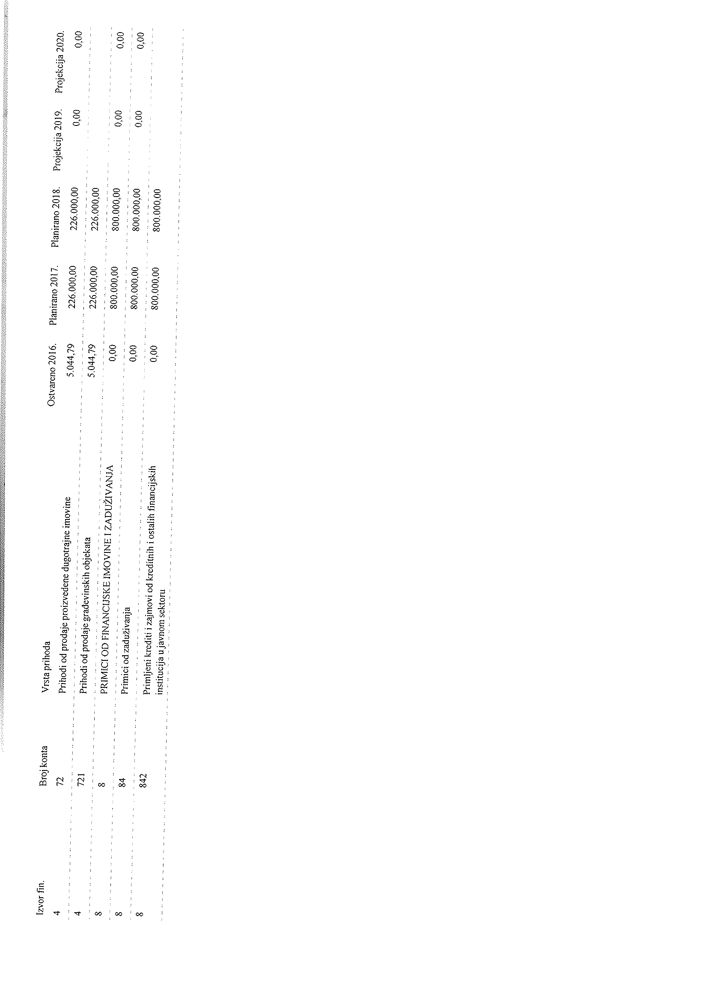 Izvor fin. Broj konta Vrsta prihoda Ostvareno 2016. Planirano 2017. Planirano 2018. Projekcija 2019. Projekcija 2020.
4 72 Prihodi od prodaje proizvedene dugotrajne imovine 5.044,79 226.000,00 226.000,00 0,00 0,00
4 721 Prihodi od prodaje građevinskih objekata 5.044,79 226.000,00 226.000,00
8 8 PRIMICI OD FINANCIJSKE IMOVINE I ZADUŽIVANJA 0,00 800.000,00 800.000,00 0,00 0,00
8 84 Primici od zaduživanja 0,00 800.000,00 800.000,00 0,00 0,00
8 842 Primljeni krediti i zajmovi od kreditnih i ostalih financijskih 0,00 800.000,00 800.000,00
institucija u javnom sektoru